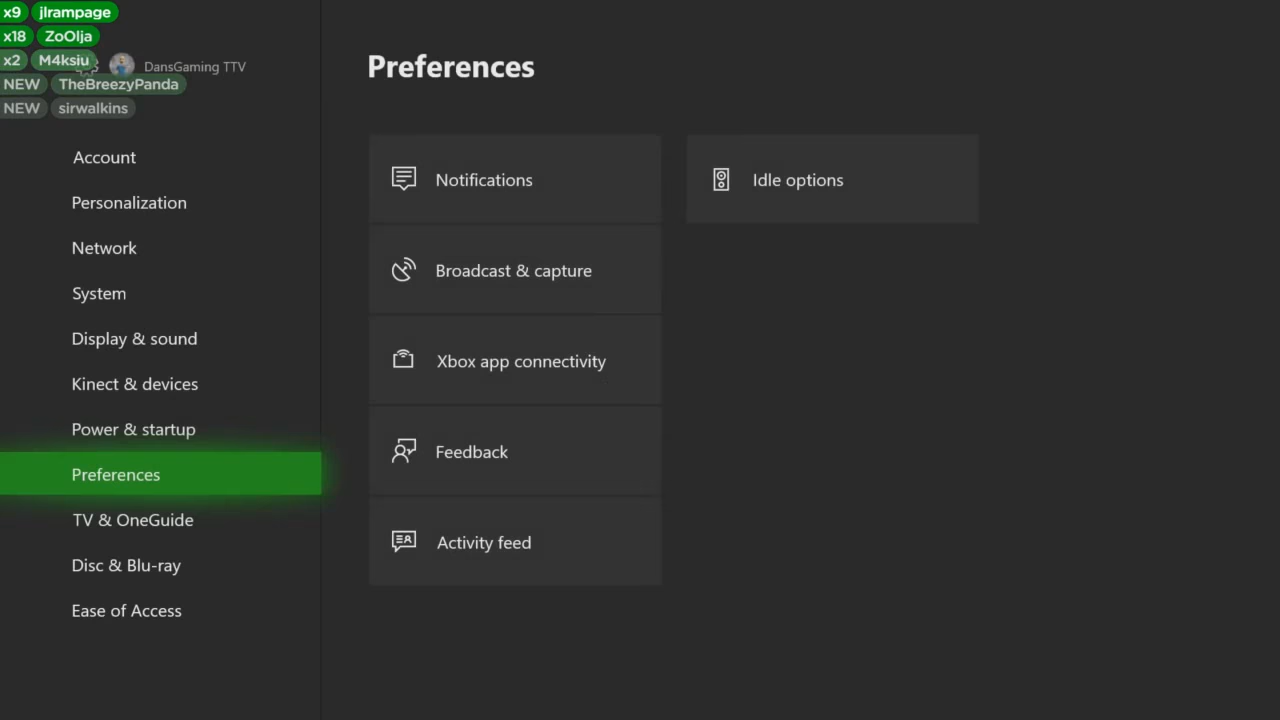 x9 jlrampage
x18 ZoOlja
x2 M4ksiu
DansGaming TTV
NEW TheBreezyPanda
NEW sirwalkins
Account
Personalization
Network
System
Display & sound
Kinect & devices
Power & startup
Preferences
TV & OneGuide
Disc & Blu-ray
Ease of Access
Preferences
Notifications
Broadcast & capture
Xbox app connectivity
Feedback
Activity feed
Idle options